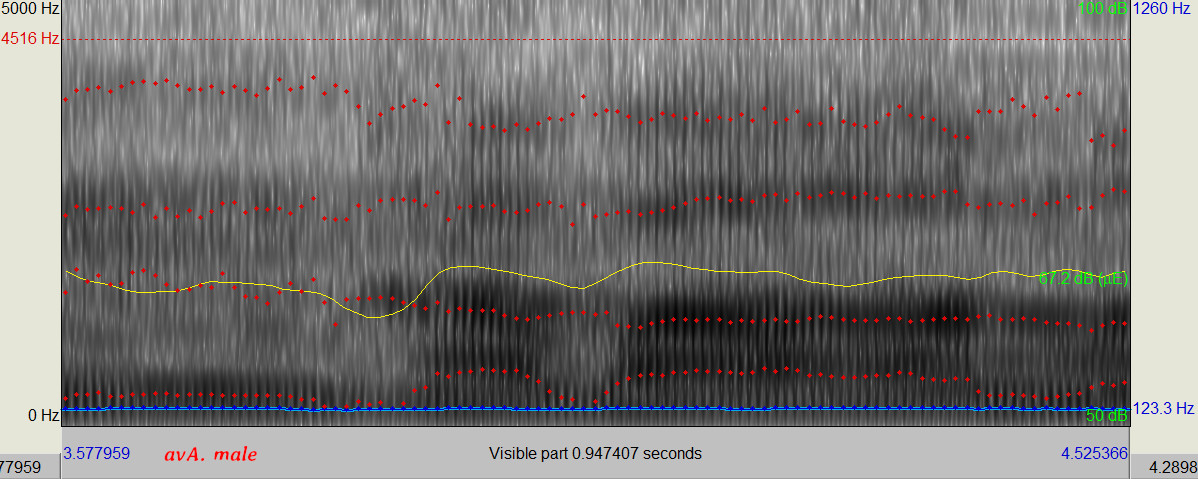 5000 Hz
100 dB
1260 Hz
4516 Hz
67.2 dB (µE)
0 Hz
50 dB
123.3 Hz
3.577959
avA. male
Visible part 0.947407 seconds
4.525366
77959
4.2898